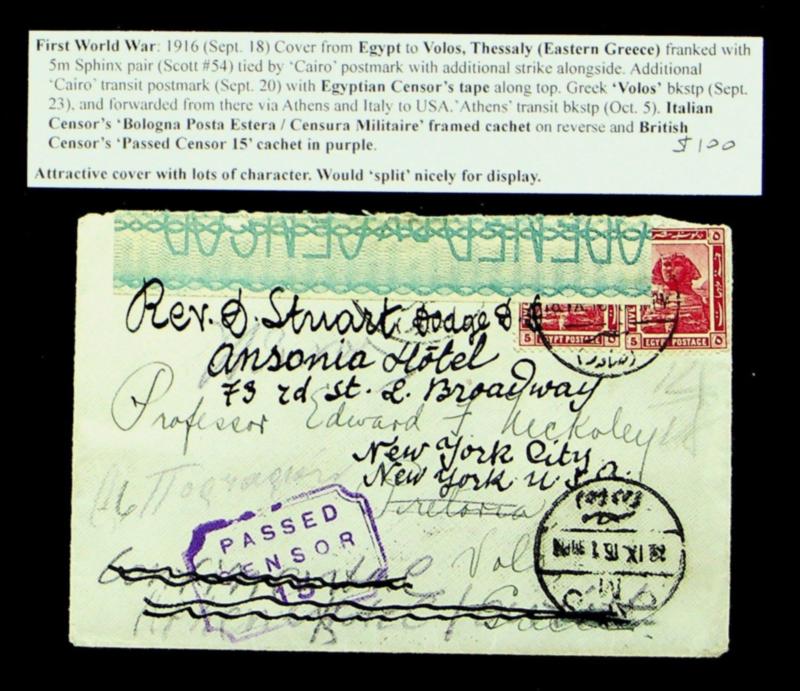 First World War: 1916 (Sept. 18) Cover from Egypt to Volos, Thessaly (Eastern Greece) franked with
5m Sphinx pair (Scott #54) tied by 'Cairo' postmark with additional strike alongside. Additional
'Cairo' transit postmark (Sept. 20) with Egyptian Censor's tape along top. Greek 'Volos' bkstp (Sept.
23), and forwarded from there via Athens and Italy to USA. 'Athens' transit bkstp (Oct. 5). Italian
Censor's 'Bologna Posta Estera / Censura Militaire' framed cachet on reverse and British
Censor's 'Passed Censor 15' cachet in purple.
$100
Attractive cover with lots of character. Would 'split' nicely for display.
Rev. D. Stuart Dodge D.
5 EGYPT POSTAGE
5 EGYPT POSTAGE
Ansonia Hôtel
73 rd St. & Broadway
Professor Edward F Nickoley
New York City
New York U.S.A.
PASSED
CENSOR
15
Volo
CAIRO